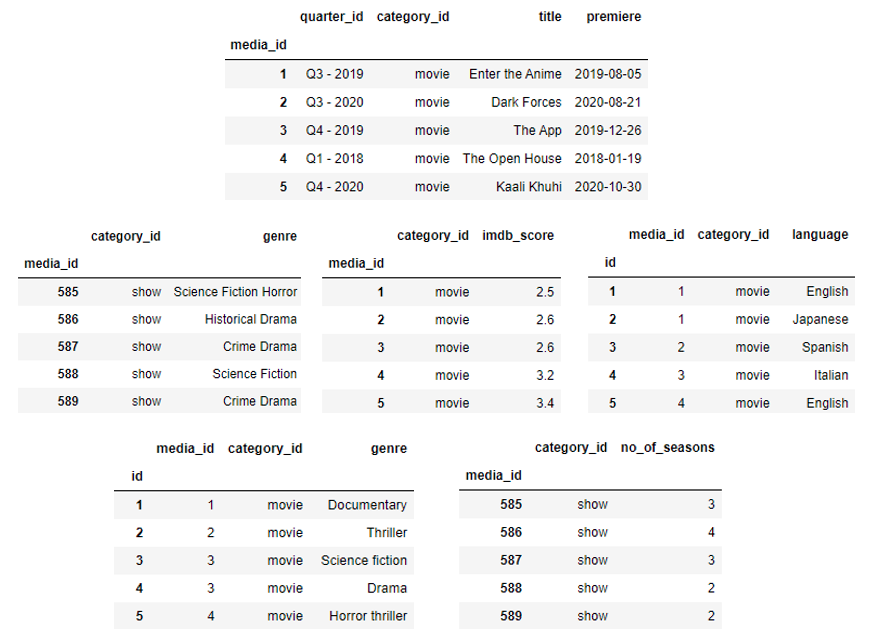 quarter_id category_id title premiere
media_id
1 Q3 - 2019 movie Enter the Anime 2019-08-05
2 Q3 - 2020 movie Dark Forces 2020-08-21
3 Q4 - 2019 movie The App 2019-12-26
4 Q1 - 2018 movie The Open House 2018-01-19
5 Q4 - 2020 movie Kaali Khuhi 2020-10-30
category_id genre
media_id
585 show Science Fiction Horror
586 show Historical Drama
587 show Crime Drama
588 show Science Fiction
589 show Crime Drama
category_id imdb_score
media_id
1 movie 2.5
2 movie 2.6
3 movie 2.6
4 movie 3.2
5 movie 3.4
media_id category_id language
id
1 1 movie English
2 1 movie Japanese
3 2 movie Spanish
4 3 movie Italian
5 4 movie English
media_id category_id genre
id
1 1 movie Documentary
2 2 movie Thriller
3 3 movie Science fiction
4 3 movie Drama
5 4 movie Horror thriller
category_id no_of_seasons
media_id
585 show 3
586 show 4
587 show 3
588 show 2
589 show 2